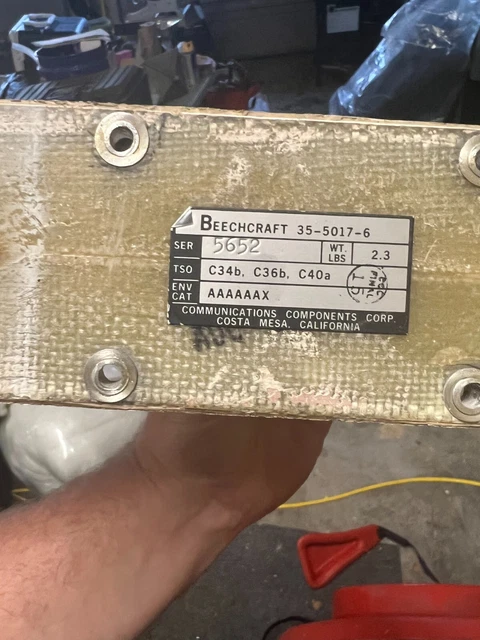 BEECHCRAFT 35-5017-6
SER 5652 WT. LBS 2.3
TSO C34b, C36b, C40a
ENV CAT AAAAAAX
COMMUNICATIONS COMPONENTS CORP.
COSTA MESA, CALIFORNIA